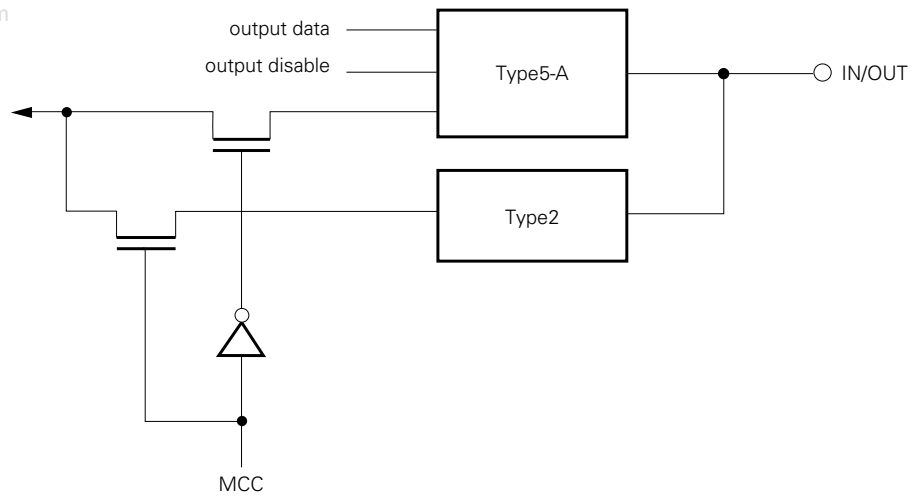 m
output data
output disable
Type5-A
IN/OUT
Type2
MCC